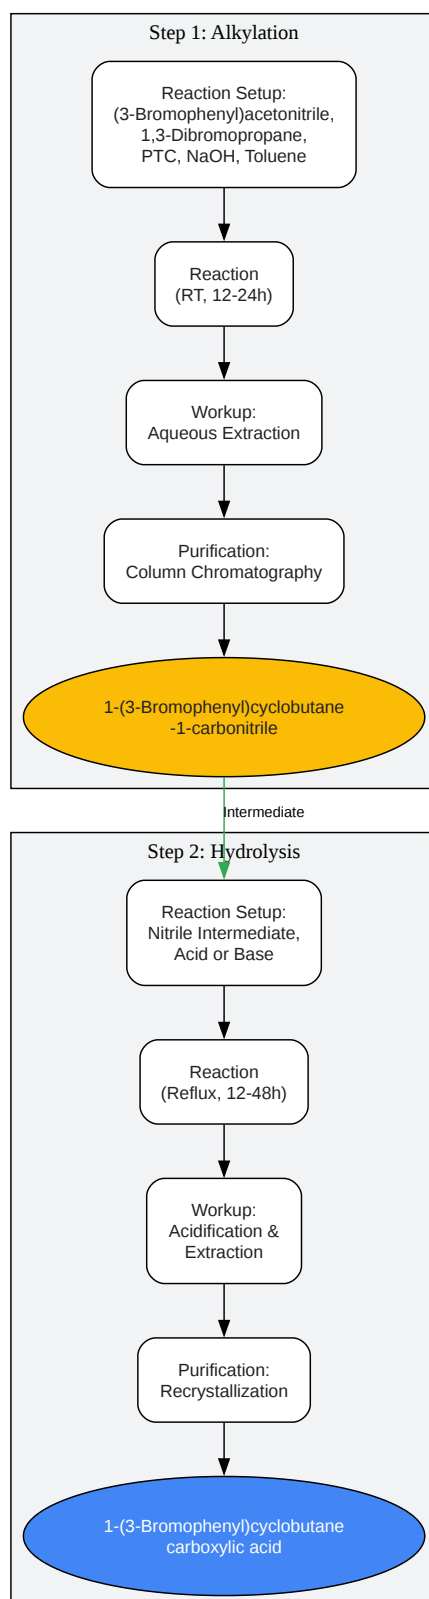 Step 1: Alkylation
Reaction Setup:
(3-Bromophenyl)acetonitrile,
1,3-Dibromopropane,
PTC, NaOH, Toluene
Reaction
(RT, 12-24h)
Workup:
Aqueous Extraction
Purification:
Column Chromatography
1-(3-Bromophenyl)cyclobutane
-1-carbonitrile
Intermediate
Step 2: Hydrolysis
Reaction Setup:
Nitrile Intermediate,
Acid or Base
Reaction
(Reflux, 12-48h)
Workup:
Acidification &
Extraction
Purification:
Recrystallization
1-(3-Bromophenyl)cyclobutane
carboxylic acid